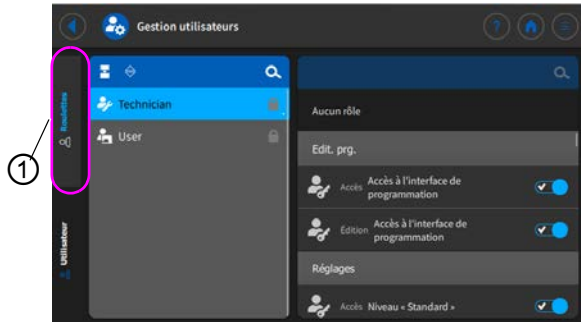 Gestion utilisateurs
?
Roulettes
Utilisateur
1
Technician
User
Aucun rôle
Edit. prg.
Accès Accès à l'interface de
programmation
Édition Accès à l'interface de
programmation
Réglages
Accès Niveau « Standard »